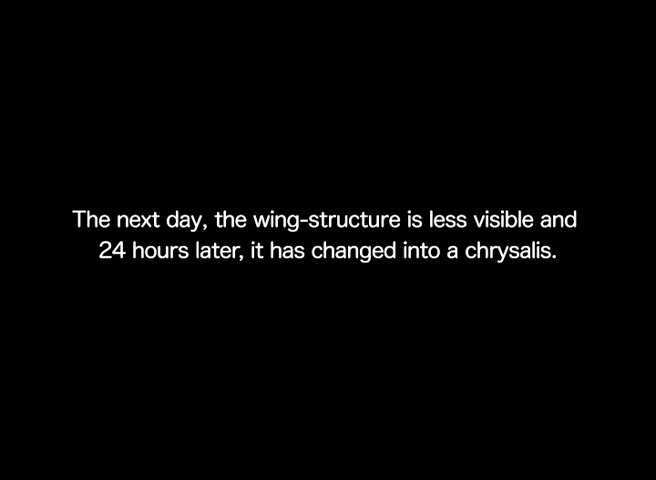 The next day, the wing-structure is less visible and
24 hours later, it has changed into a chrysalis.